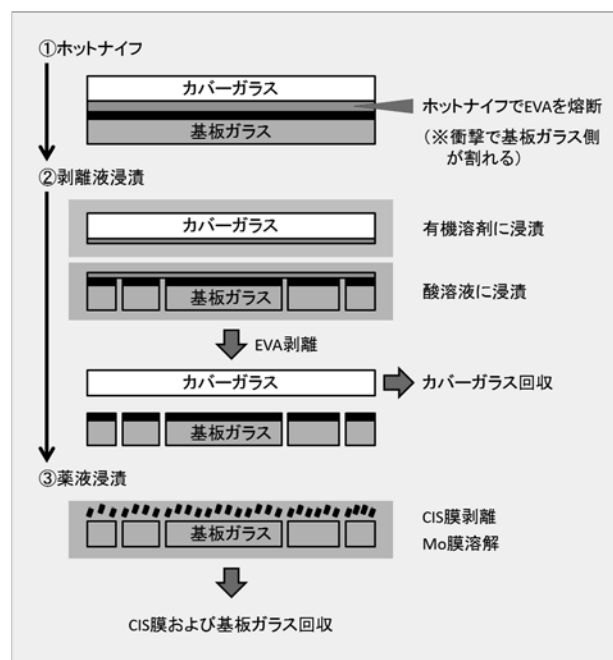 ①ホットナイフ
カバーガラス
基板ガラス
ホットナイフでEVAを熔断
(※衝撃で基板ガラス側
が割れる)
②剥離液浸漬
カバーガラス
有機溶剤に浸漬
基板ガラス
酸溶液に浸漬
EVA剥離
カバーガラス
カバーガラス回収
基板ガラス
③薬液浸漬
基板ガラス
CIS膜剥離
Mo膜溶解
CIS膜および基板ガラス回収